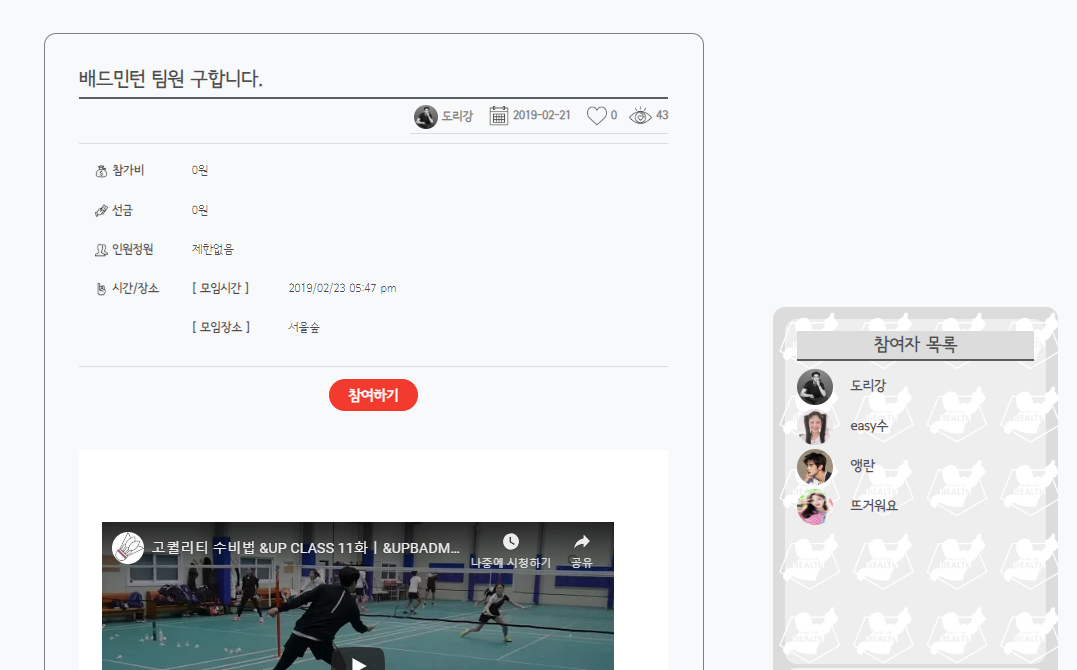 배드민턴 팀원 구합니다.
도리강 2019-02-21 0 43
참가비 0원
선금 0원
인원정원 제한없음
시간/장소 [ 모임시간 ] 2019/02/23 05:47 pm
[ 모임장소 ] 서울숲
참여하기
고퀄리티 수비법 &UP CLASS 11화 | &UPBADM...
나중에 시청하기 공유
참여자 목록
도리강
easy수
앵란
뜨거워요